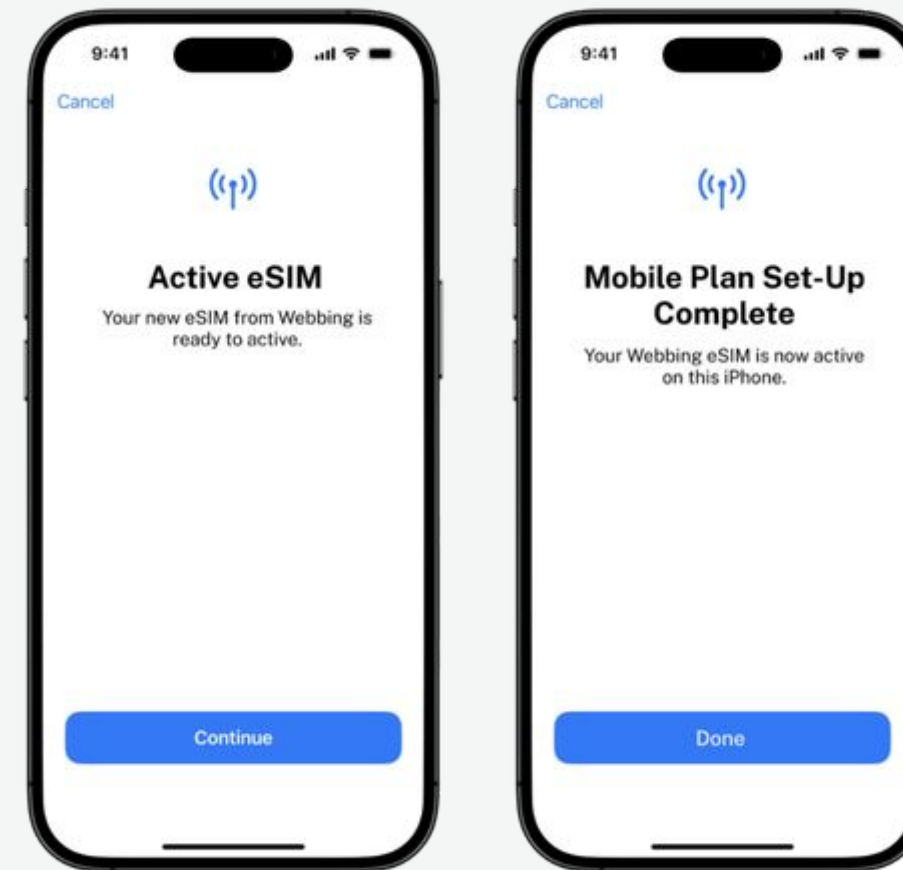 9:41
Cancel
Active eSIM
Your new eSIM from Webbing is
ready to active.
Continue
9:41
Cancel
Mobile Plan Set-Up
Complete
Your Webbing eSIM is now active
on this iPhone.
Done